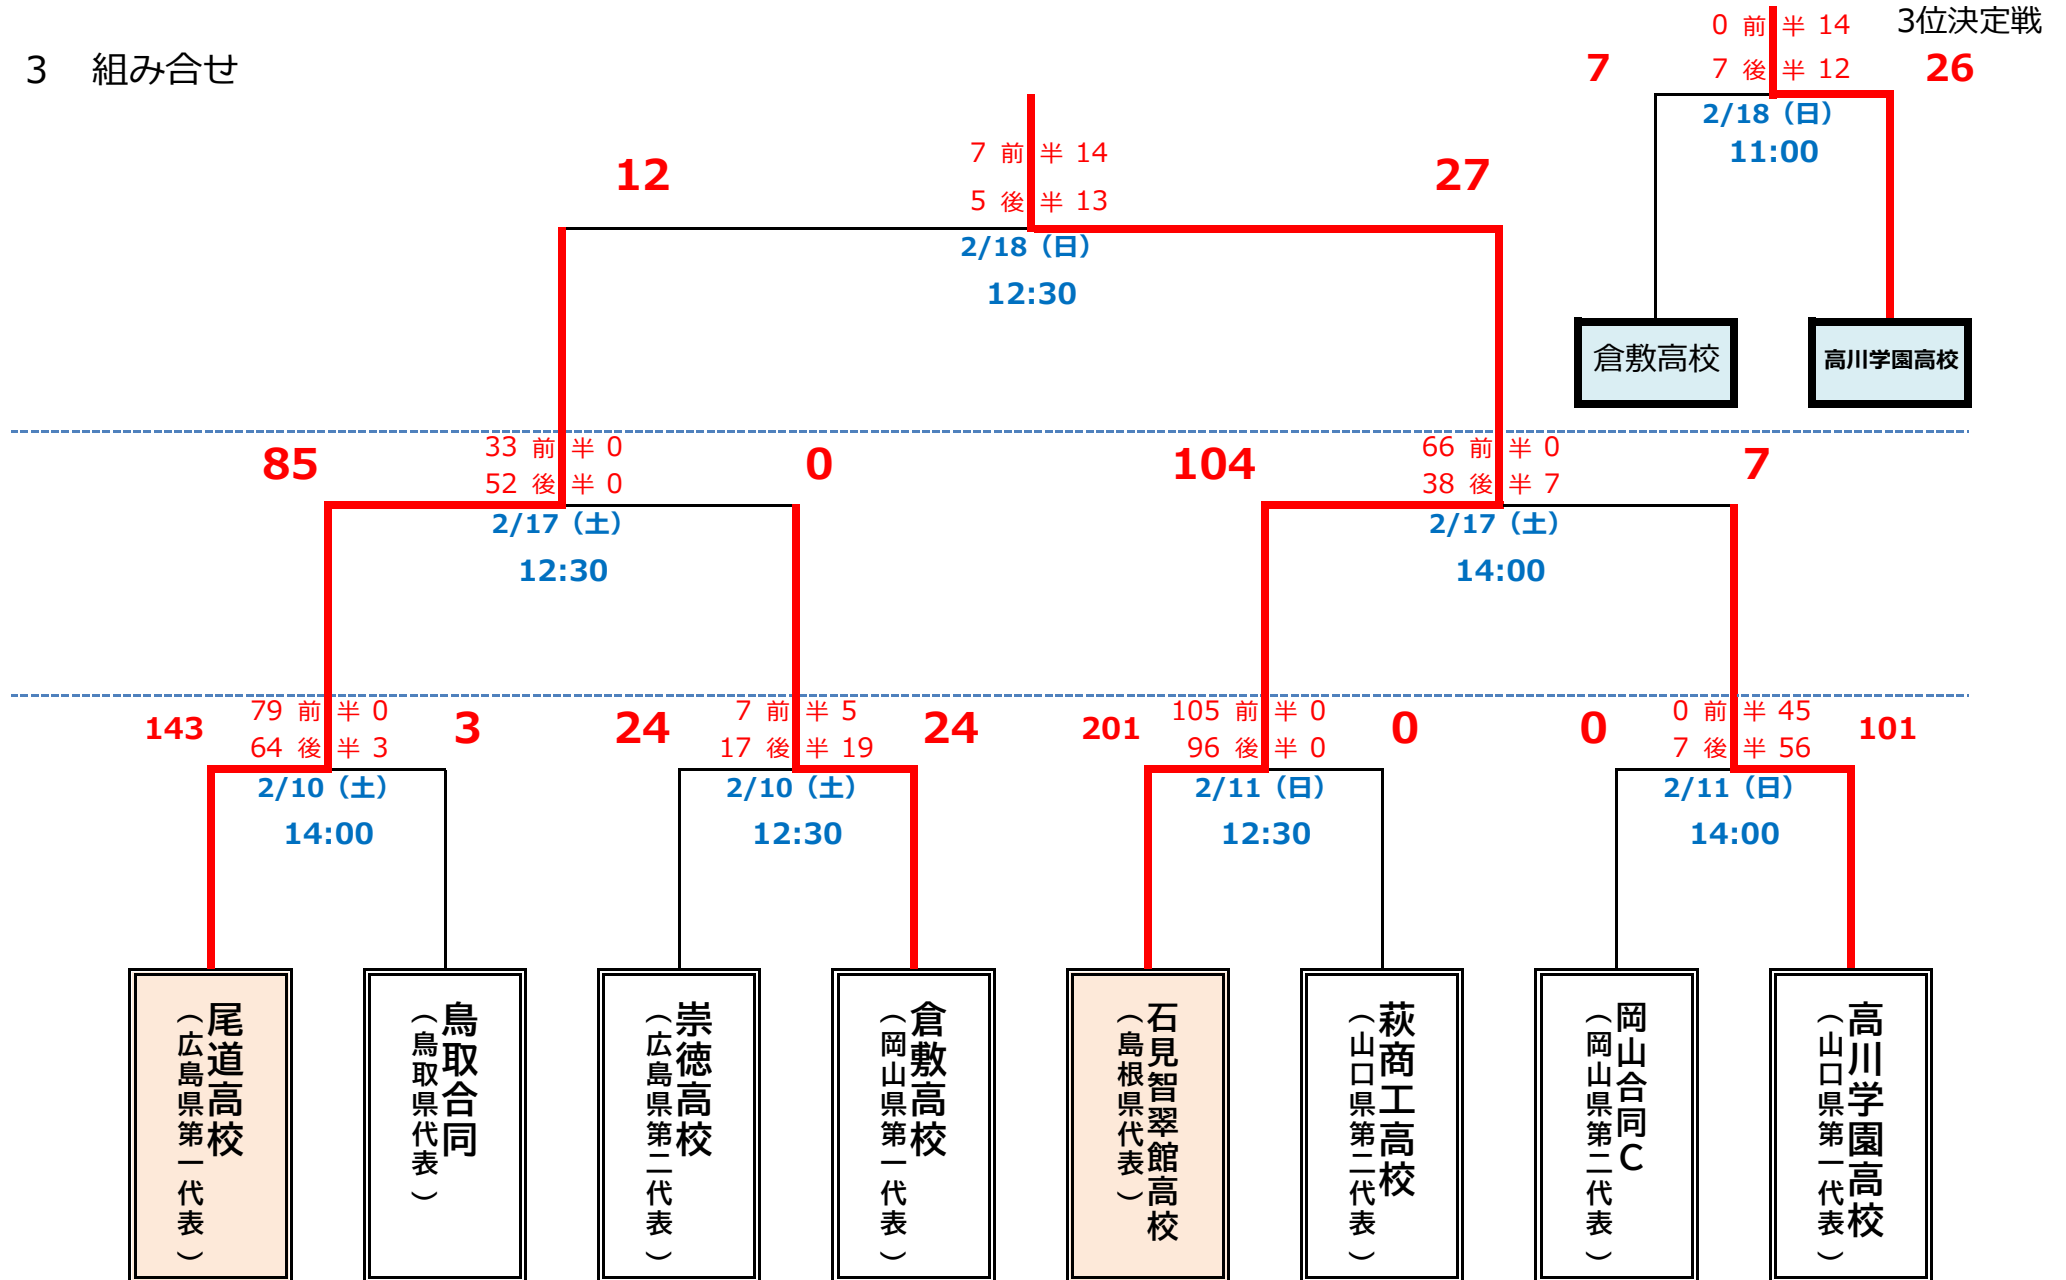 3位決定戦
0 前半 14
7 後半 12
7
26
2/18（日）
11:00
倉敷高校
高川学園高校
3 組み合せ
12
7 前半 14
5 後半 13
27
2/18（日）
12:30
85
33 前半 0
52 後半 0
0
2/17（土）
12:30
104
66 前半 0
38 後半 7
7
2/17（土）
14:00
143
79 前半 0
64 後半 3
3
2/10（土）
14:00
24
7 前半 5
17 後半 19
24
2/10（土）
12:30
201
105 前半 0
96 後半 0
0
2/11（日）
12:30
0
0 前半 45
7 後半 56
101
2/11（日）
14:00
尾道高校
（広島県第一代表）
鳥取合同
（鳥取県代表）
崇徳高校
（広島県第二代表）
倉敷高校
（岡山県第一代表）
石見智翠館高校
（島根県代表）
萩商工高校
（山口県第二代表）
岡山合同C
（岡山県第二代表）
高川学園高校
（山口県第一代表）